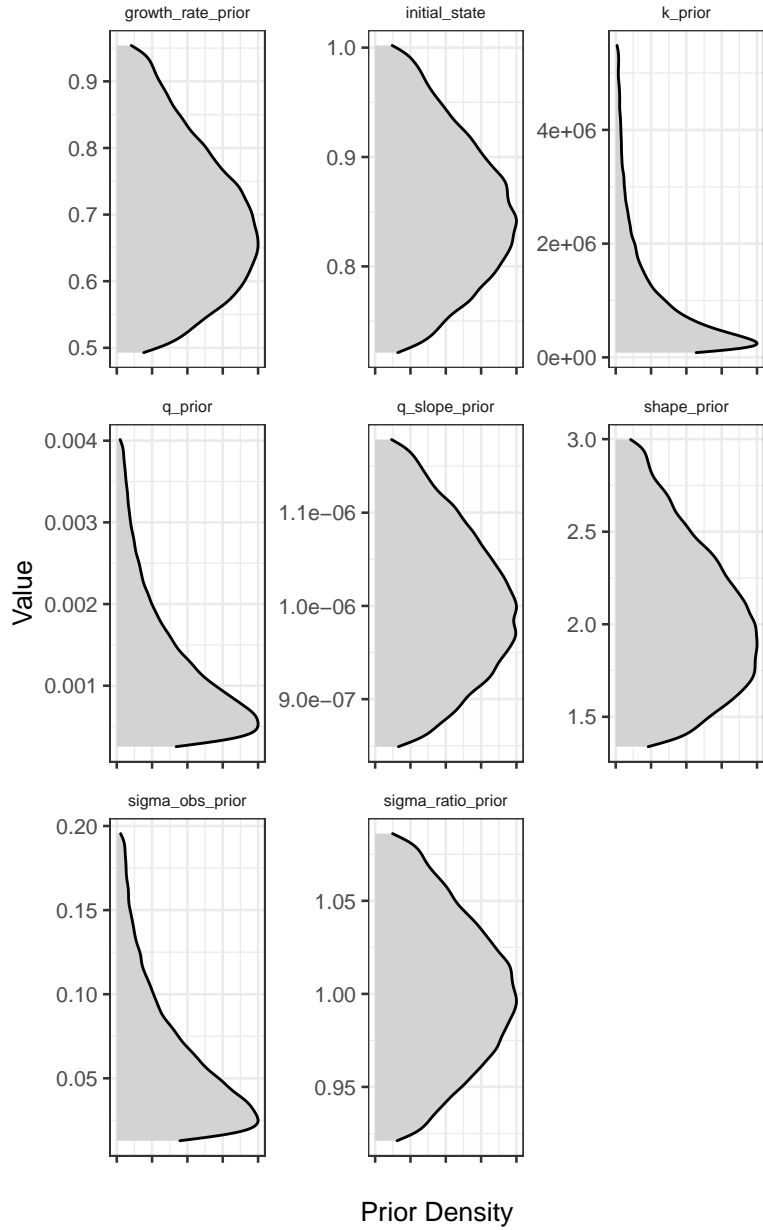 growth_rate_prior
initial_state
k_prior
0.9
0.8
0.7
0.6
0.5
1.0
0.9
0.8
4e+06
2e+06
0e+00
q_prior
q_slope_prior
shape_prior
0.004
0.003
0.002
0.001
1.1e−06
1.0e−06
9.0e−07
3.0
2.5
2.0
1.5
Value
sigma_obs_prior
sigma_ratio_prior
0.20
0.15
0.10
0.05
1.05
1.00
0.95
Prior Density